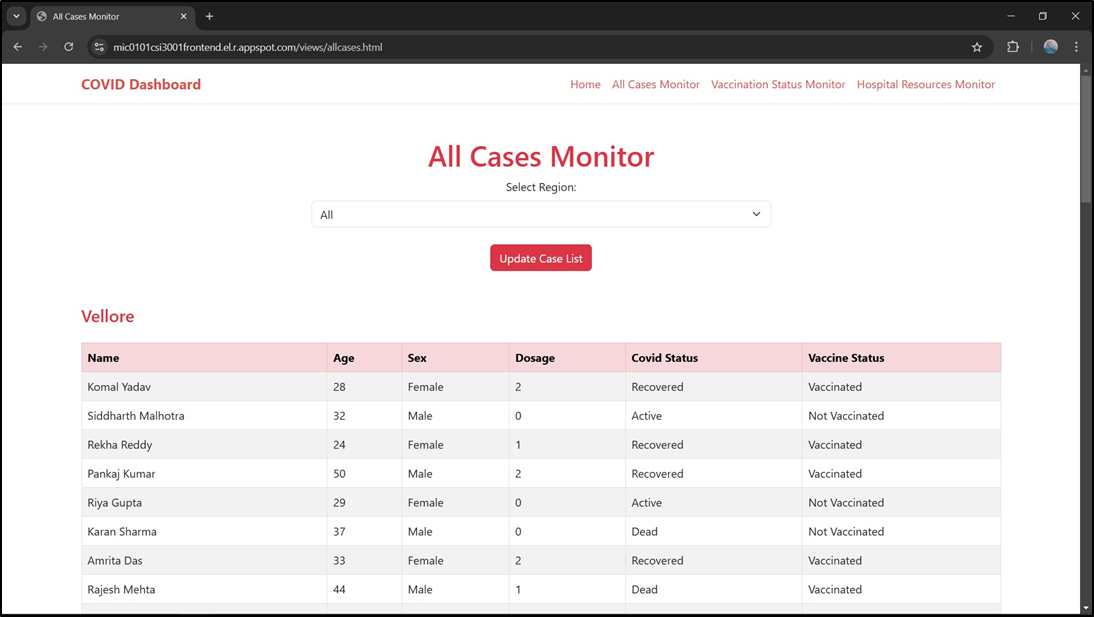 All Cases Monitor
mic0101csi3001frontend.el.r.appspot.com/views/allcases.html
COVID Dashboard Home All Cases Monitor Vaccination Status Monitor Hospital Resources Monitor
All Cases Monitor
Select Region:
All
Update Case List
Vellore
Name Age Sex Dosage Covid Status Vaccine Status
Komal Yadav 28 Female 2 Recovered Vaccinated
Siddharth Malhotra 32 Male 0 Active Not Vaccinated
Rekha Reddy 24 Female 1 Recovered Vaccinated
Pankaj Kumar 50 Male 2 Recovered Vaccinated
Riya Gupta 29 Female 0 Active Not Vaccinated
Karan Sharma 37 Male 0 Dead Not Vaccinated
Amrita Das 33 Female 2 Recovered Vaccinated
Rajesh Mehta 44 Male 1 Dead Vaccinated